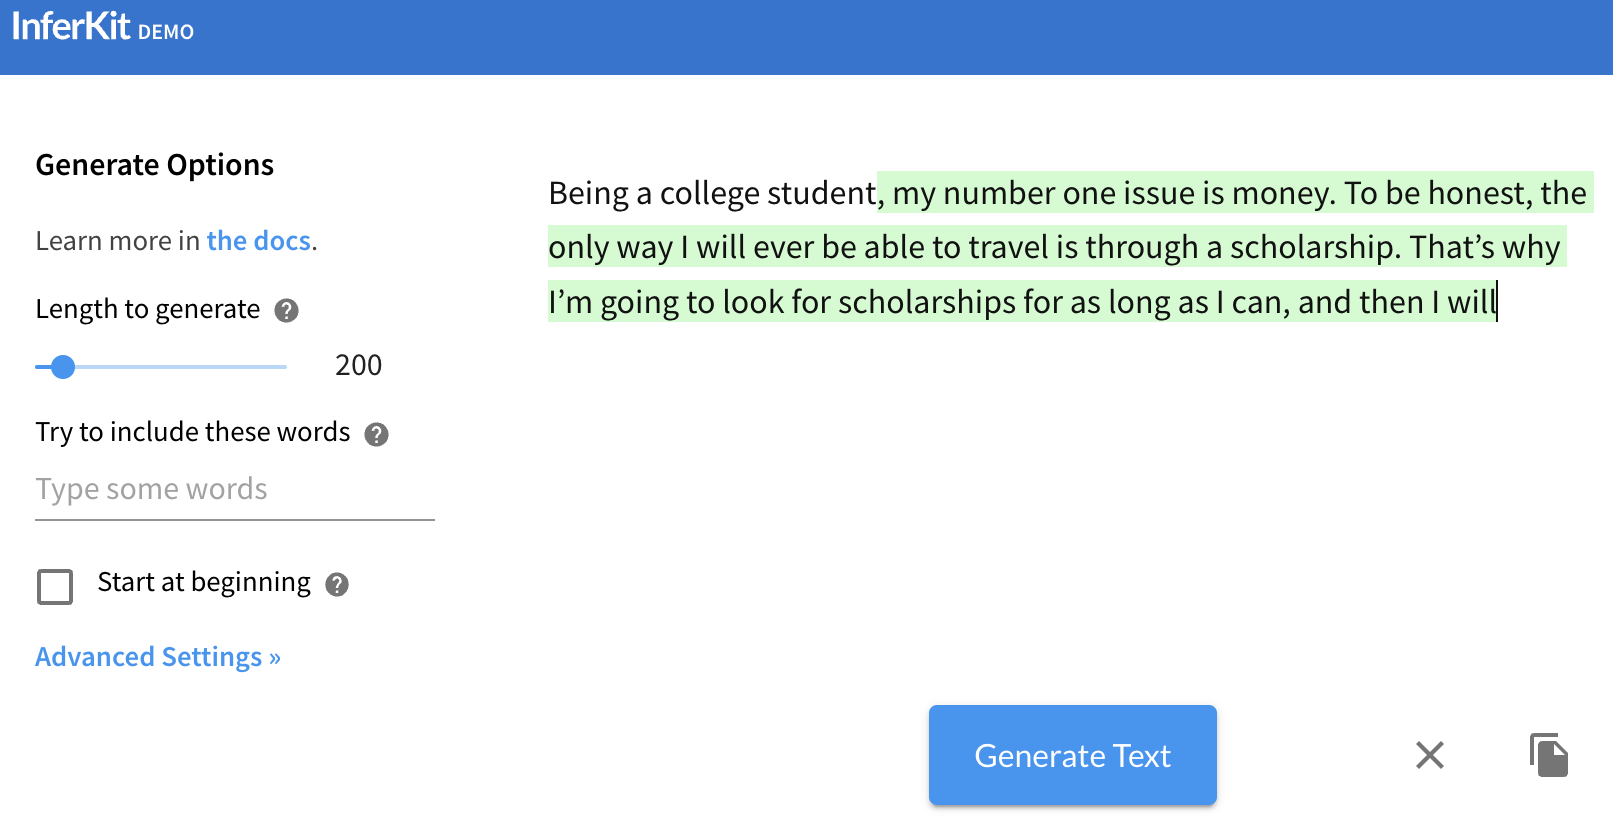 InferKit DEMO
Generate Options
Learn more in the docs.
Length to generate ?
200
Try to include these words ?
Type some words
Start at beginning ?
Advanced Settings »
Being a college student, my number one issue is money. To be honest, the
only way I will ever be able to travel is through a scholarship. That’s why
I’m going to look for scholarships for as long as I can, and then I will
Generate Text